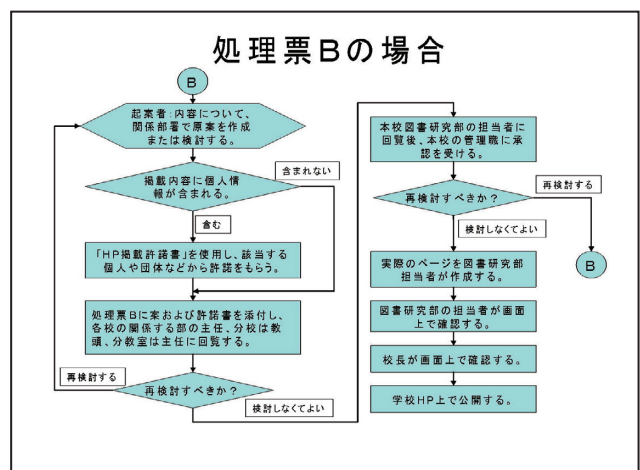 処理票Bの場合
B
起案者：内容について、
関係部署で原案を作成
または検討する。
掲載内容に個人情
報が含まれる。
含まれない
含む
「HP掲載許諾書」を使用し、該当する
個人や団体などから許諾をもらう。
処理票Bに案および許諾書を添付し、
各校の関係する部の主任、分校は教
頭、分教室は主任に回覧する。
再検討する
再検討すべきか？
検討しなくてよい
本校図書研究部の担当者に
回覧後、本校の管理職に承
認を受ける。
再検討する
再検討すべきか？
検討しなくてよい
B
実際のページを図書研究部
担当者が作成する。
図書研究部の担当者が画面
上で確認する。
校長が画面上で確認する。
学校HP上で公開する。